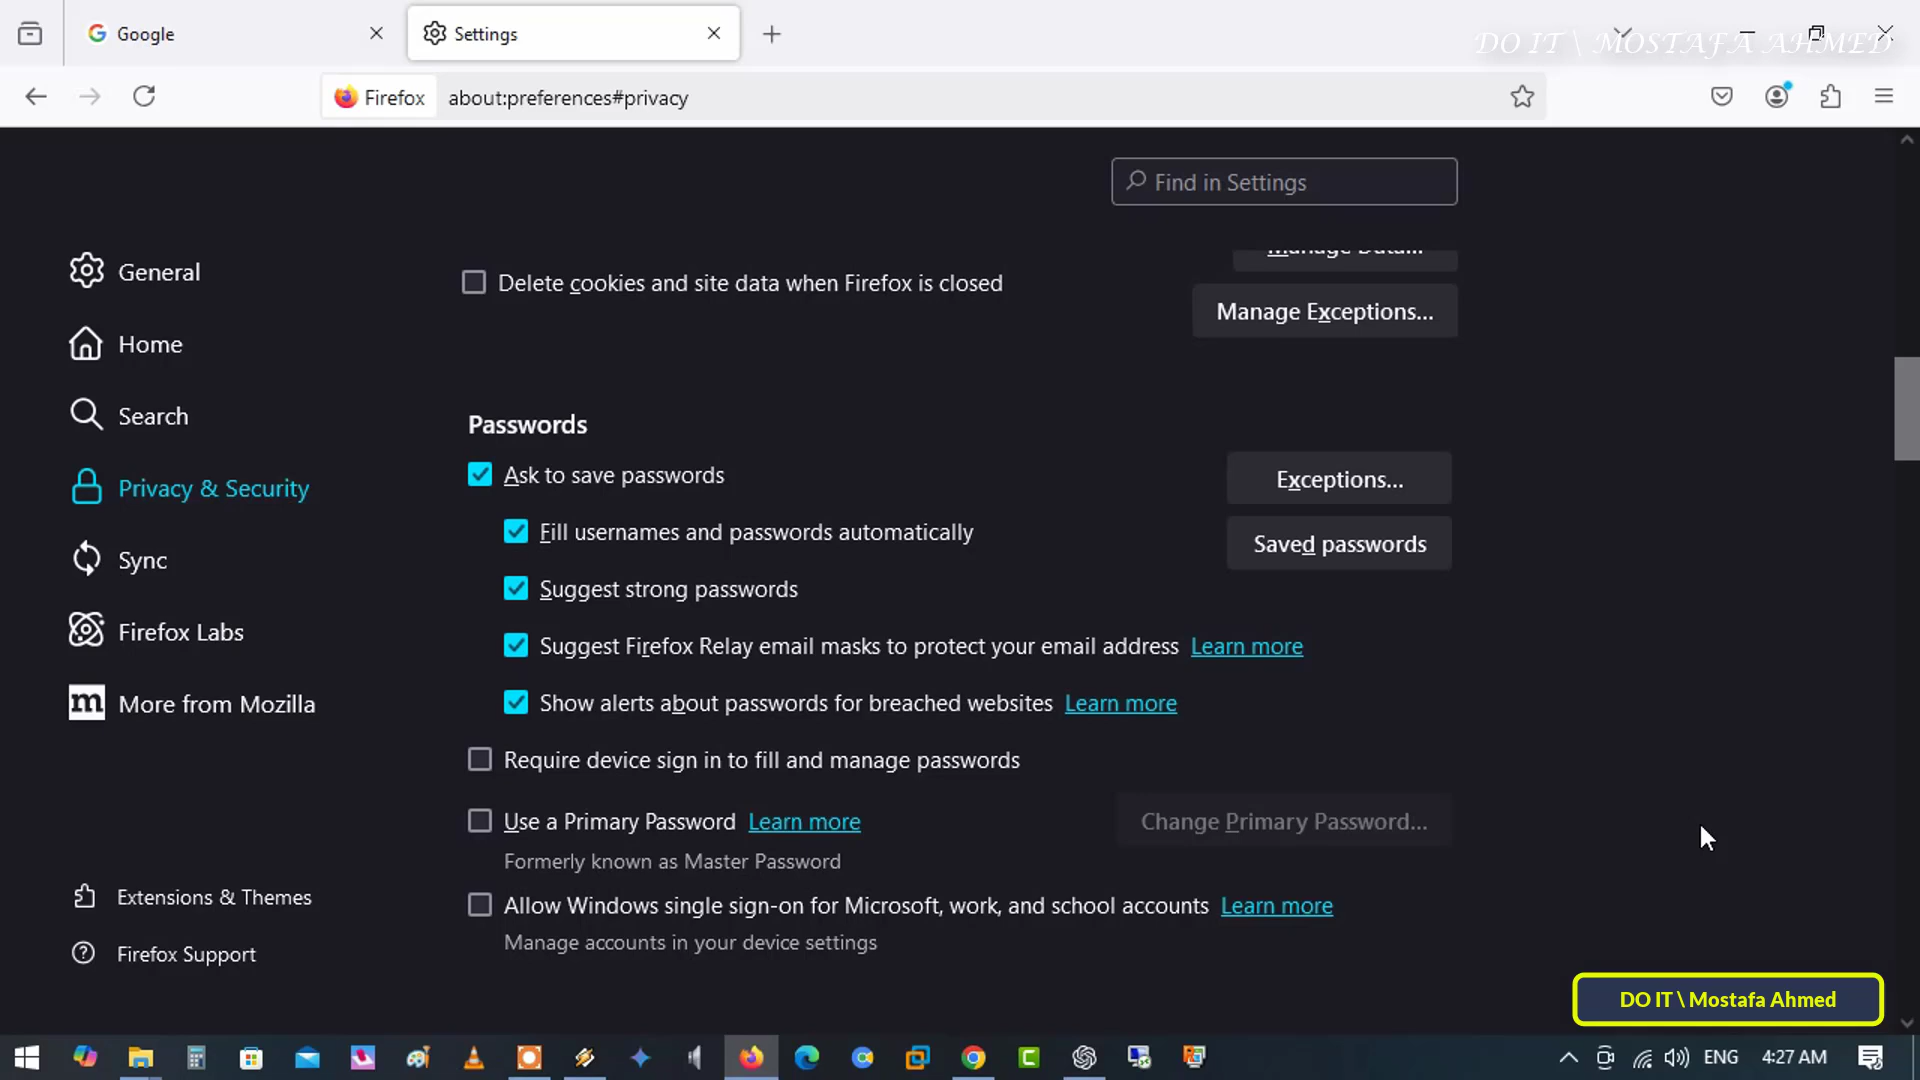 Google
Settings
DO IT \ MOSTAFA AHMED
Firefox
about:preferences#privacy
Find in Settings
Manage Data...
Delete cookies and site data when Firefox is closed
Manage Exceptions...
General
Home
Search
Privacy & Security
Sync
Firefox Labs
More from Mozilla
Extensions & Themes
Firefox Support
Passwords
Ask to save passwords
Exceptions...
Fill usernames and passwords automatically
Saved passwords
Suggest strong passwords
Suggest Firefox Relay email masks to protect your email address Learn more
Show alerts about passwords for breached websites Learn more
Require device sign in to fill and manage passwords
Use a Primary Password Learn more
Change Primary Password...
Formerly known as Master Password
Allow Windows single sign-on for Microsoft, work, and school accounts Learn more
Manage accounts in your device settings
DO IT \ Mostafa Ahmed
ENG
4:27 AM